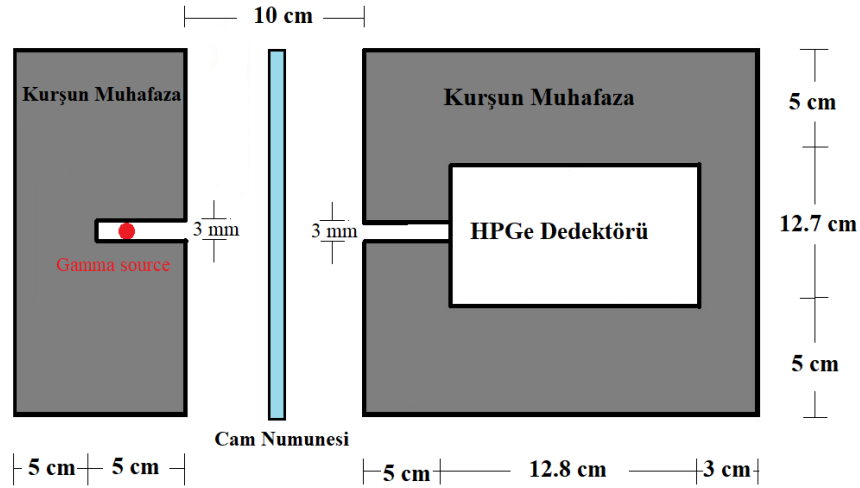 10 cm
Kurşun Muhafaza
Kurşun Muhafaza
5 cm
3 mm
3 mm
HPGe Dedektörü
12.7 cm
Gamma source
5 cm
Cam Numunesi
5 cm
5 cm
5 cm
12.8 cm
3 cm